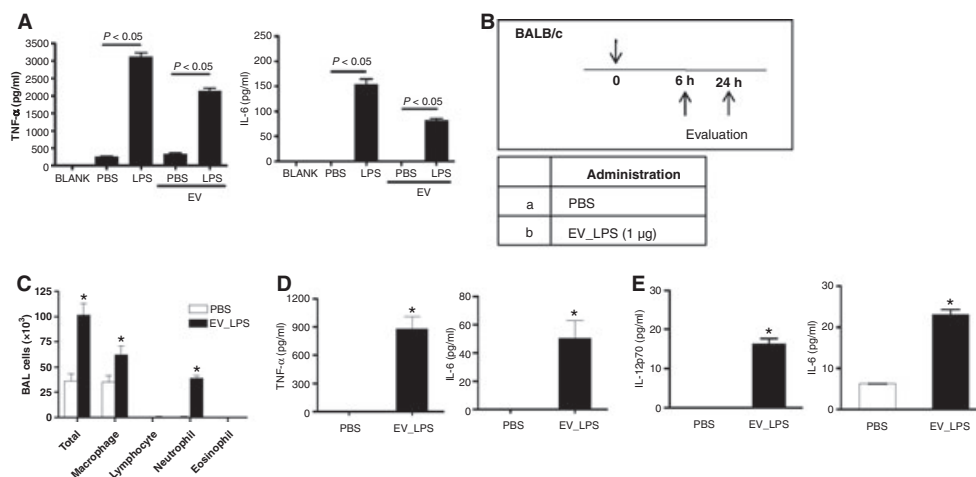 A
TNF-α (pg/ml)
3500
3000
2500
2000
1500
1000
500
0
P < 0.05
P < 0.05
BLANK PBS LPS PBS LPS
EV
IL-6 (pg/ml)
250
200
150
100
50
0
P < 0.05
P < 0.05
BLANK PBS LPS PBS LPS
EV
B
BALB/c
0 6 h 24 h
Evaluation
Administration
a PBS
b EV_LPS (1 µg)
C
BAL cells (×10³)
125
100
75
50
25
0
* * *
PBS
EV_LPS
Total
Macrophage
Lymphocyte
Neutrophil
Eosinophil
D
TNF-α (pg/ml)
1200
900
600
300
0
*
PBS EV_LPS
IL-6 (pg/ml)
80
60
40
20
0
*
PBS EV_LPS
E
IL-12p70 (pg/ml)
30
20
10
0
*
PBS EV_LPS
IL-6 (pg/ml)
30
20
10
0
*
PBS EV_LPS